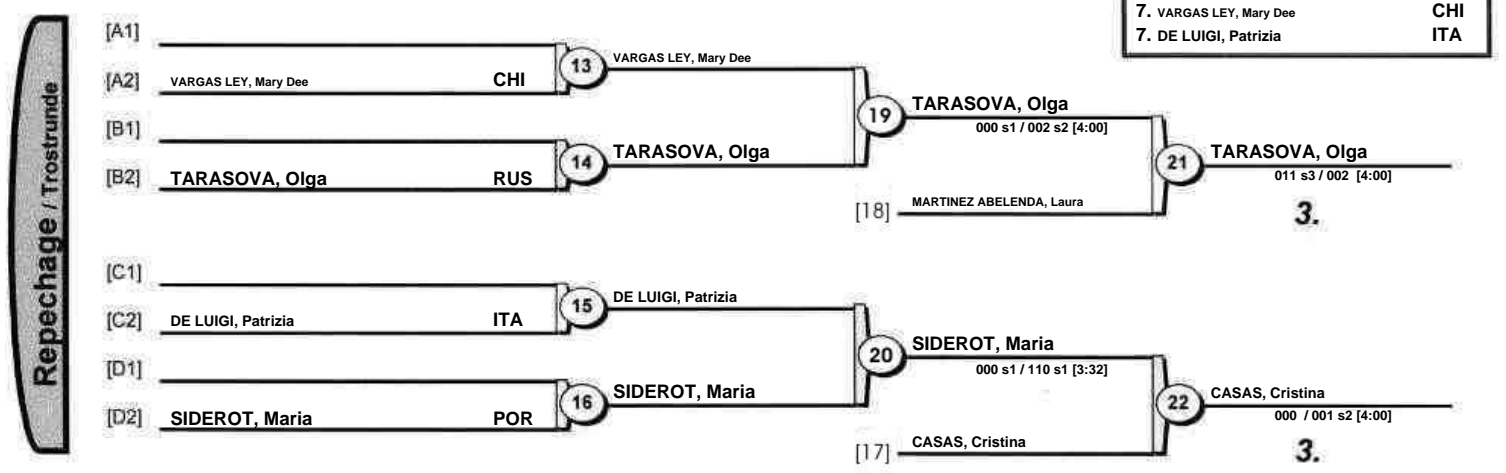 7. VARGAS LEY, Mary Dee CHI
7. DE LUIGI, Patrizia ITA
Repechage / Trostrunde
[A1]
[A2] VARGAS LEY, Mary Dee CHI
13 VARGAS LEY, Mary Dee
[B1]
[B2] TARASOVA, Olga RUS
14 TARASOVA, Olga
19 TARASOVA, Olga
000 s1 / 002 s2 [4:00]
[18] MARTINEZ ABELENDA, Laura
21 TARASOVA, Olga
011 s3 / 002 [4:00]
3.
[C1]
[C2] DE LUIGI, Patrizia ITA
15 DE LUIGI, Patrizia
[D1]
[D2] SIDEROT, Maria POR
16 SIDEROT, Maria
20 SIDEROT, Maria
000 s1 / 110 s1 [3:32]
[17] CASAS, Cristina
22 CASAS, Cristina
000 / 001 s2 [4:00]
3.